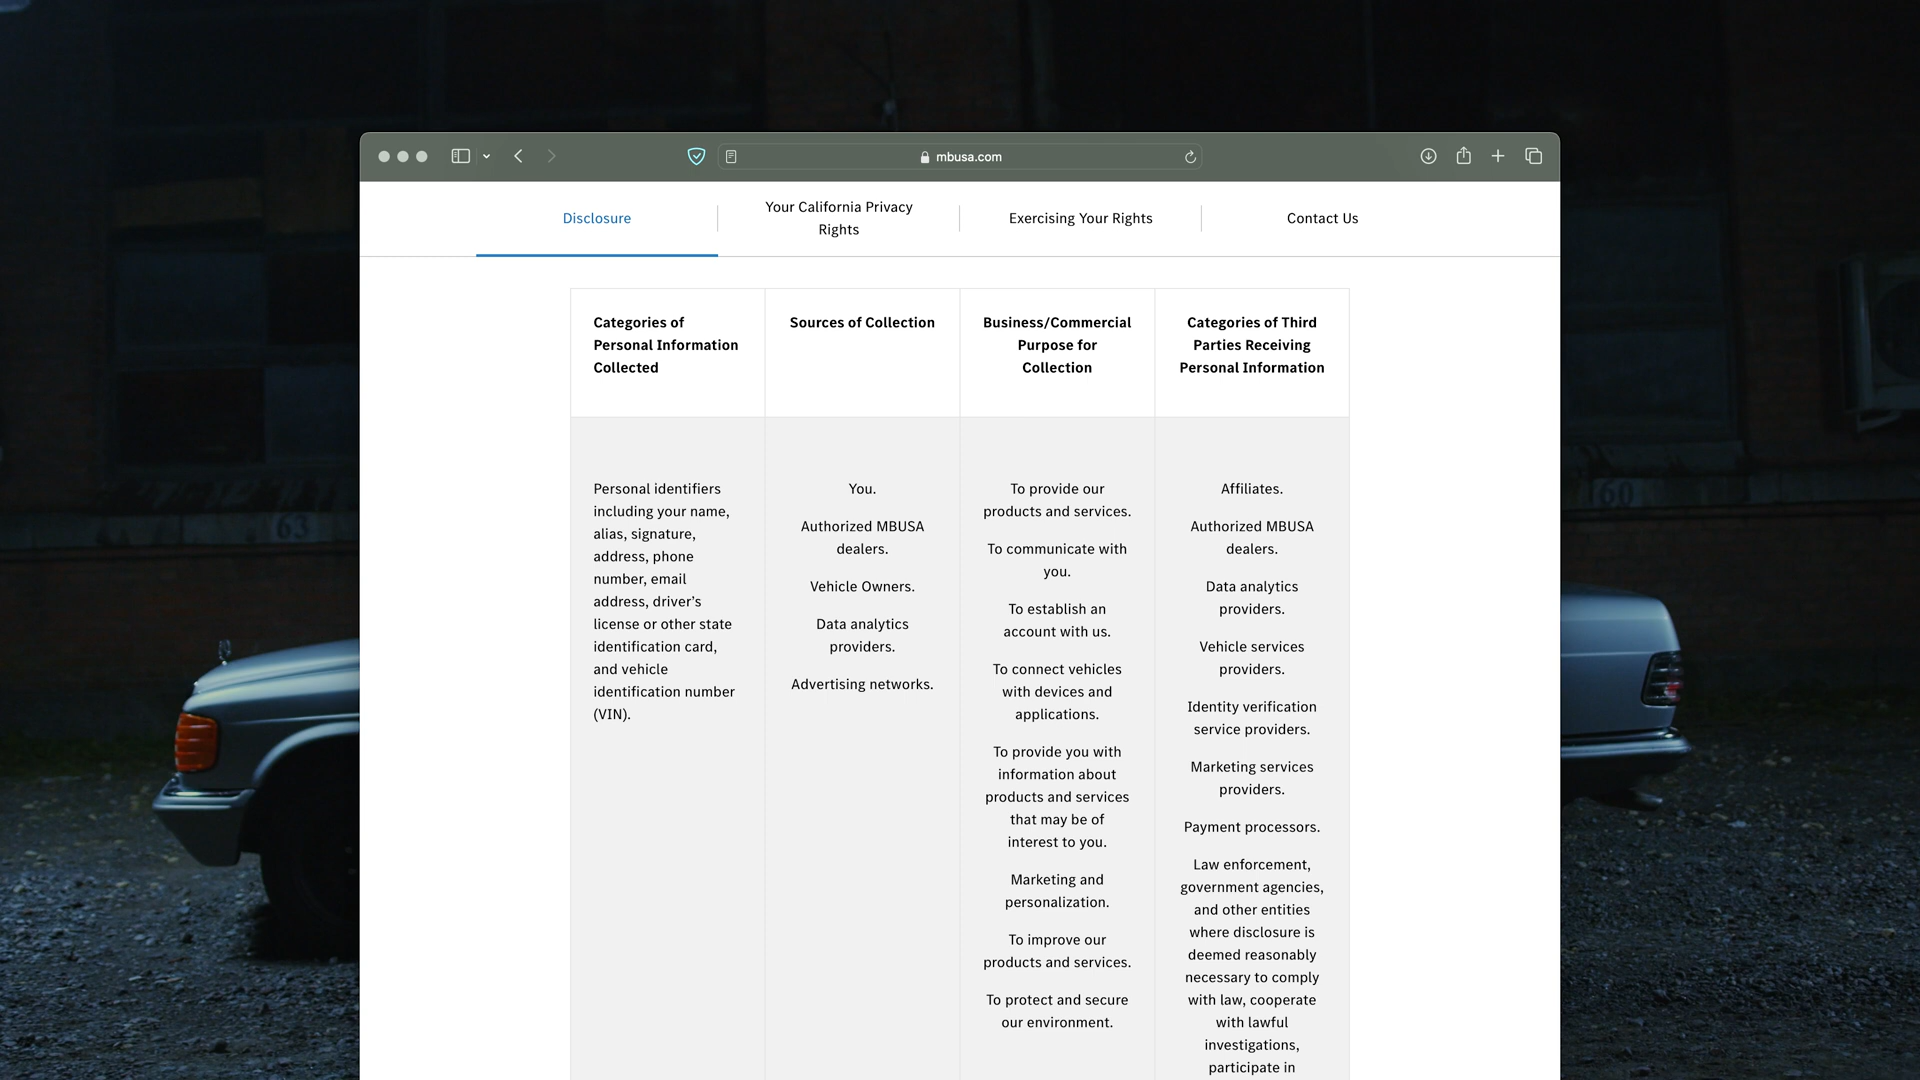 mbusa.com
Disclosure
Your California Privacy
Rights
Exercising Your Rights
Contact Us
Categories of
Personal Information
Collected
Sources of Collection
Business/Commercial
Purpose for
Collection
Categories of Third
Parties Receiving
Personal Information
Personal identifiers
including your name,
alias, signature,
address, phone
number, email
address, driver’s
license or other state
identification card,
and vehicle
identification number
(VIN).
You.
Authorized MBUSA
dealers.
Vehicle Owners.
Data analytics
providers.
Advertising networks.
To provide our
products and services.
To communicate with
you.
To establish an
account with us.
To connect vehicles
with devices and
applications.
To provide you with
information about
products and services
that may be of
interest to you.
Marketing and
personalization.
To improve our
products and services.
To protect and secure
our environment.
Affiliates.
Authorized MBUSA
dealers.
Data analytics
providers.
Vehicle services
providers.
Identity verification
service providers.
Marketing services
providers.
Payment processors.
Law enforcement,
government agencies,
and other entities
where disclosure is
deemed reasonably
necessary to comply
with law, cooperate
with lawful
investigations,
participate in
63
60